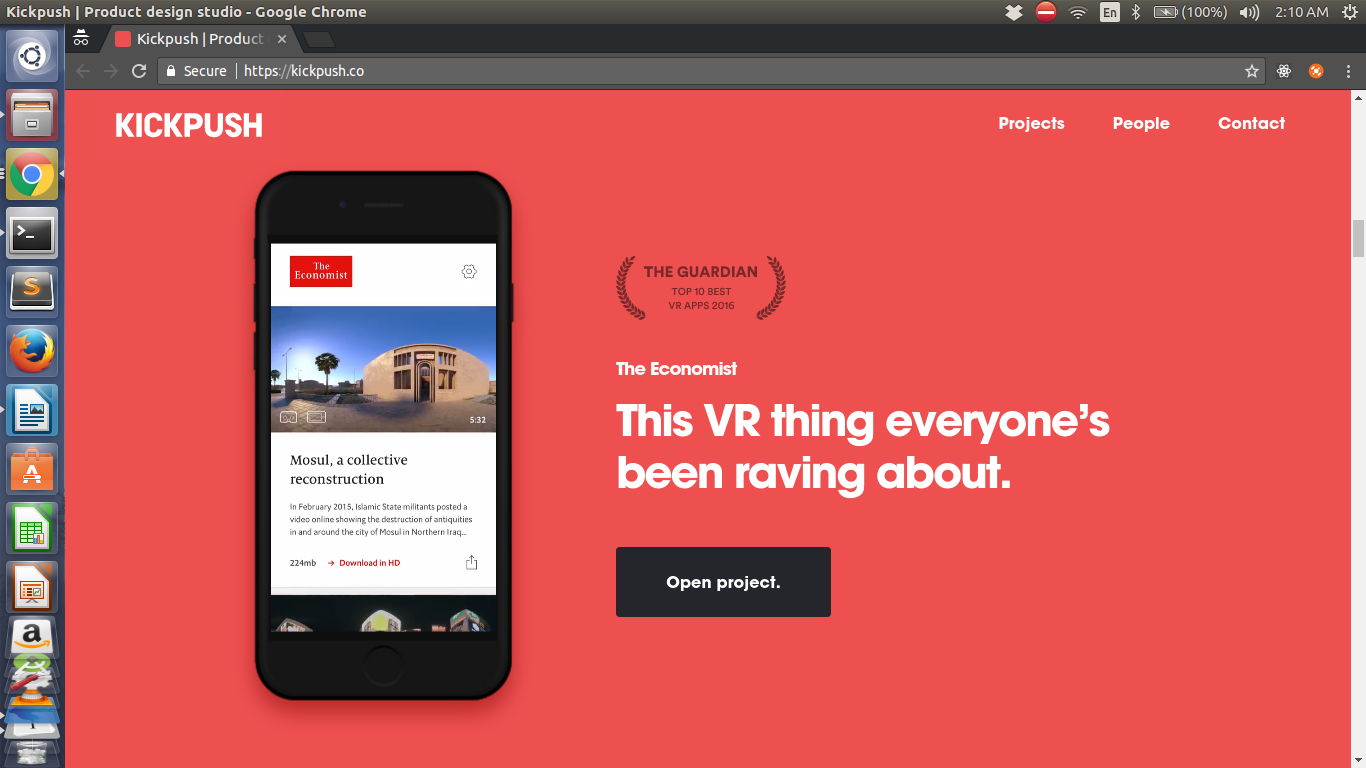 Kickpush | Product design studio - Google Chrome
En
(100%)
2:10 AM
Kickpush | Product
Secure
https://kickpush.co
KICKPUSH
Projects
People
Contact
The
Economist
5:32
Mosul, a collective
reconstruction
In February 2015, Islamic State militants posted a
video online showing the destruction of antiquities
in and around the city of Mosul in Northern Iraq...
224mb
→ Download in HD
THE GUARDIAN
TOP 10 BEST
VR APPS 2016
The Economist
This VR thing everyone’s
been raving about.
Open project.